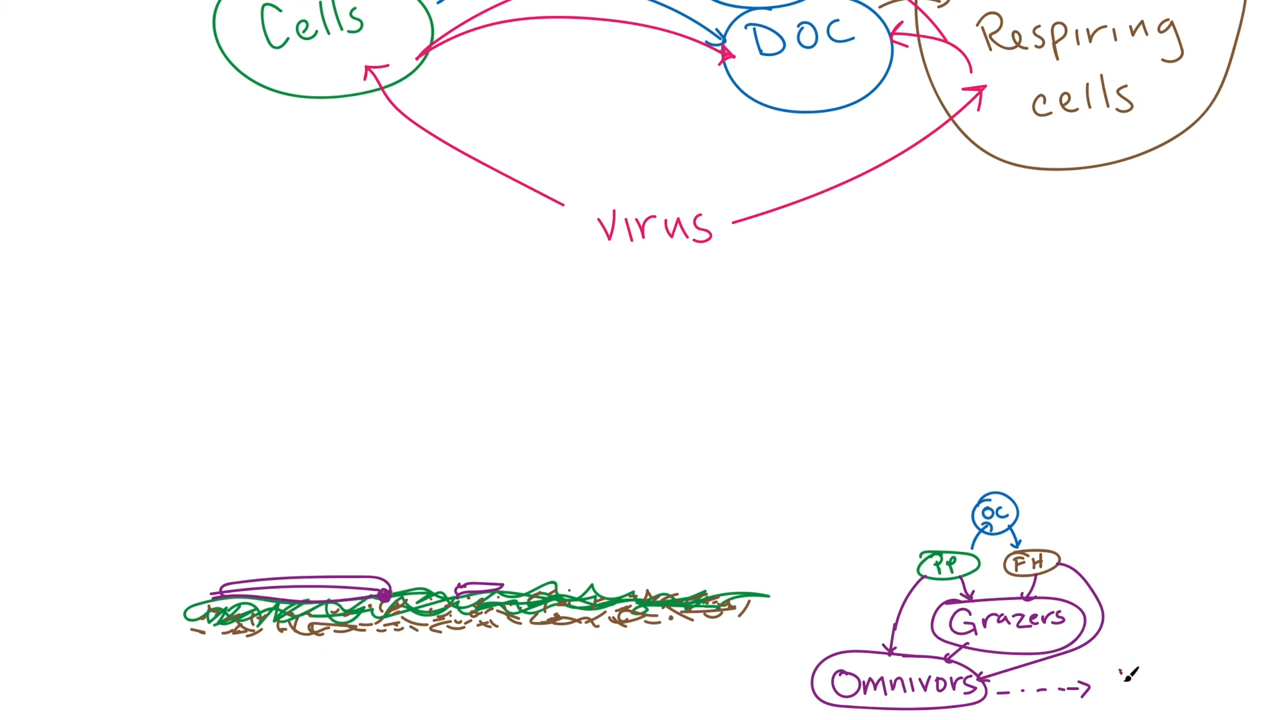 Cells
DOC
Respiring
cells
virus
OC
PP
FH
Grazers
Omnivors